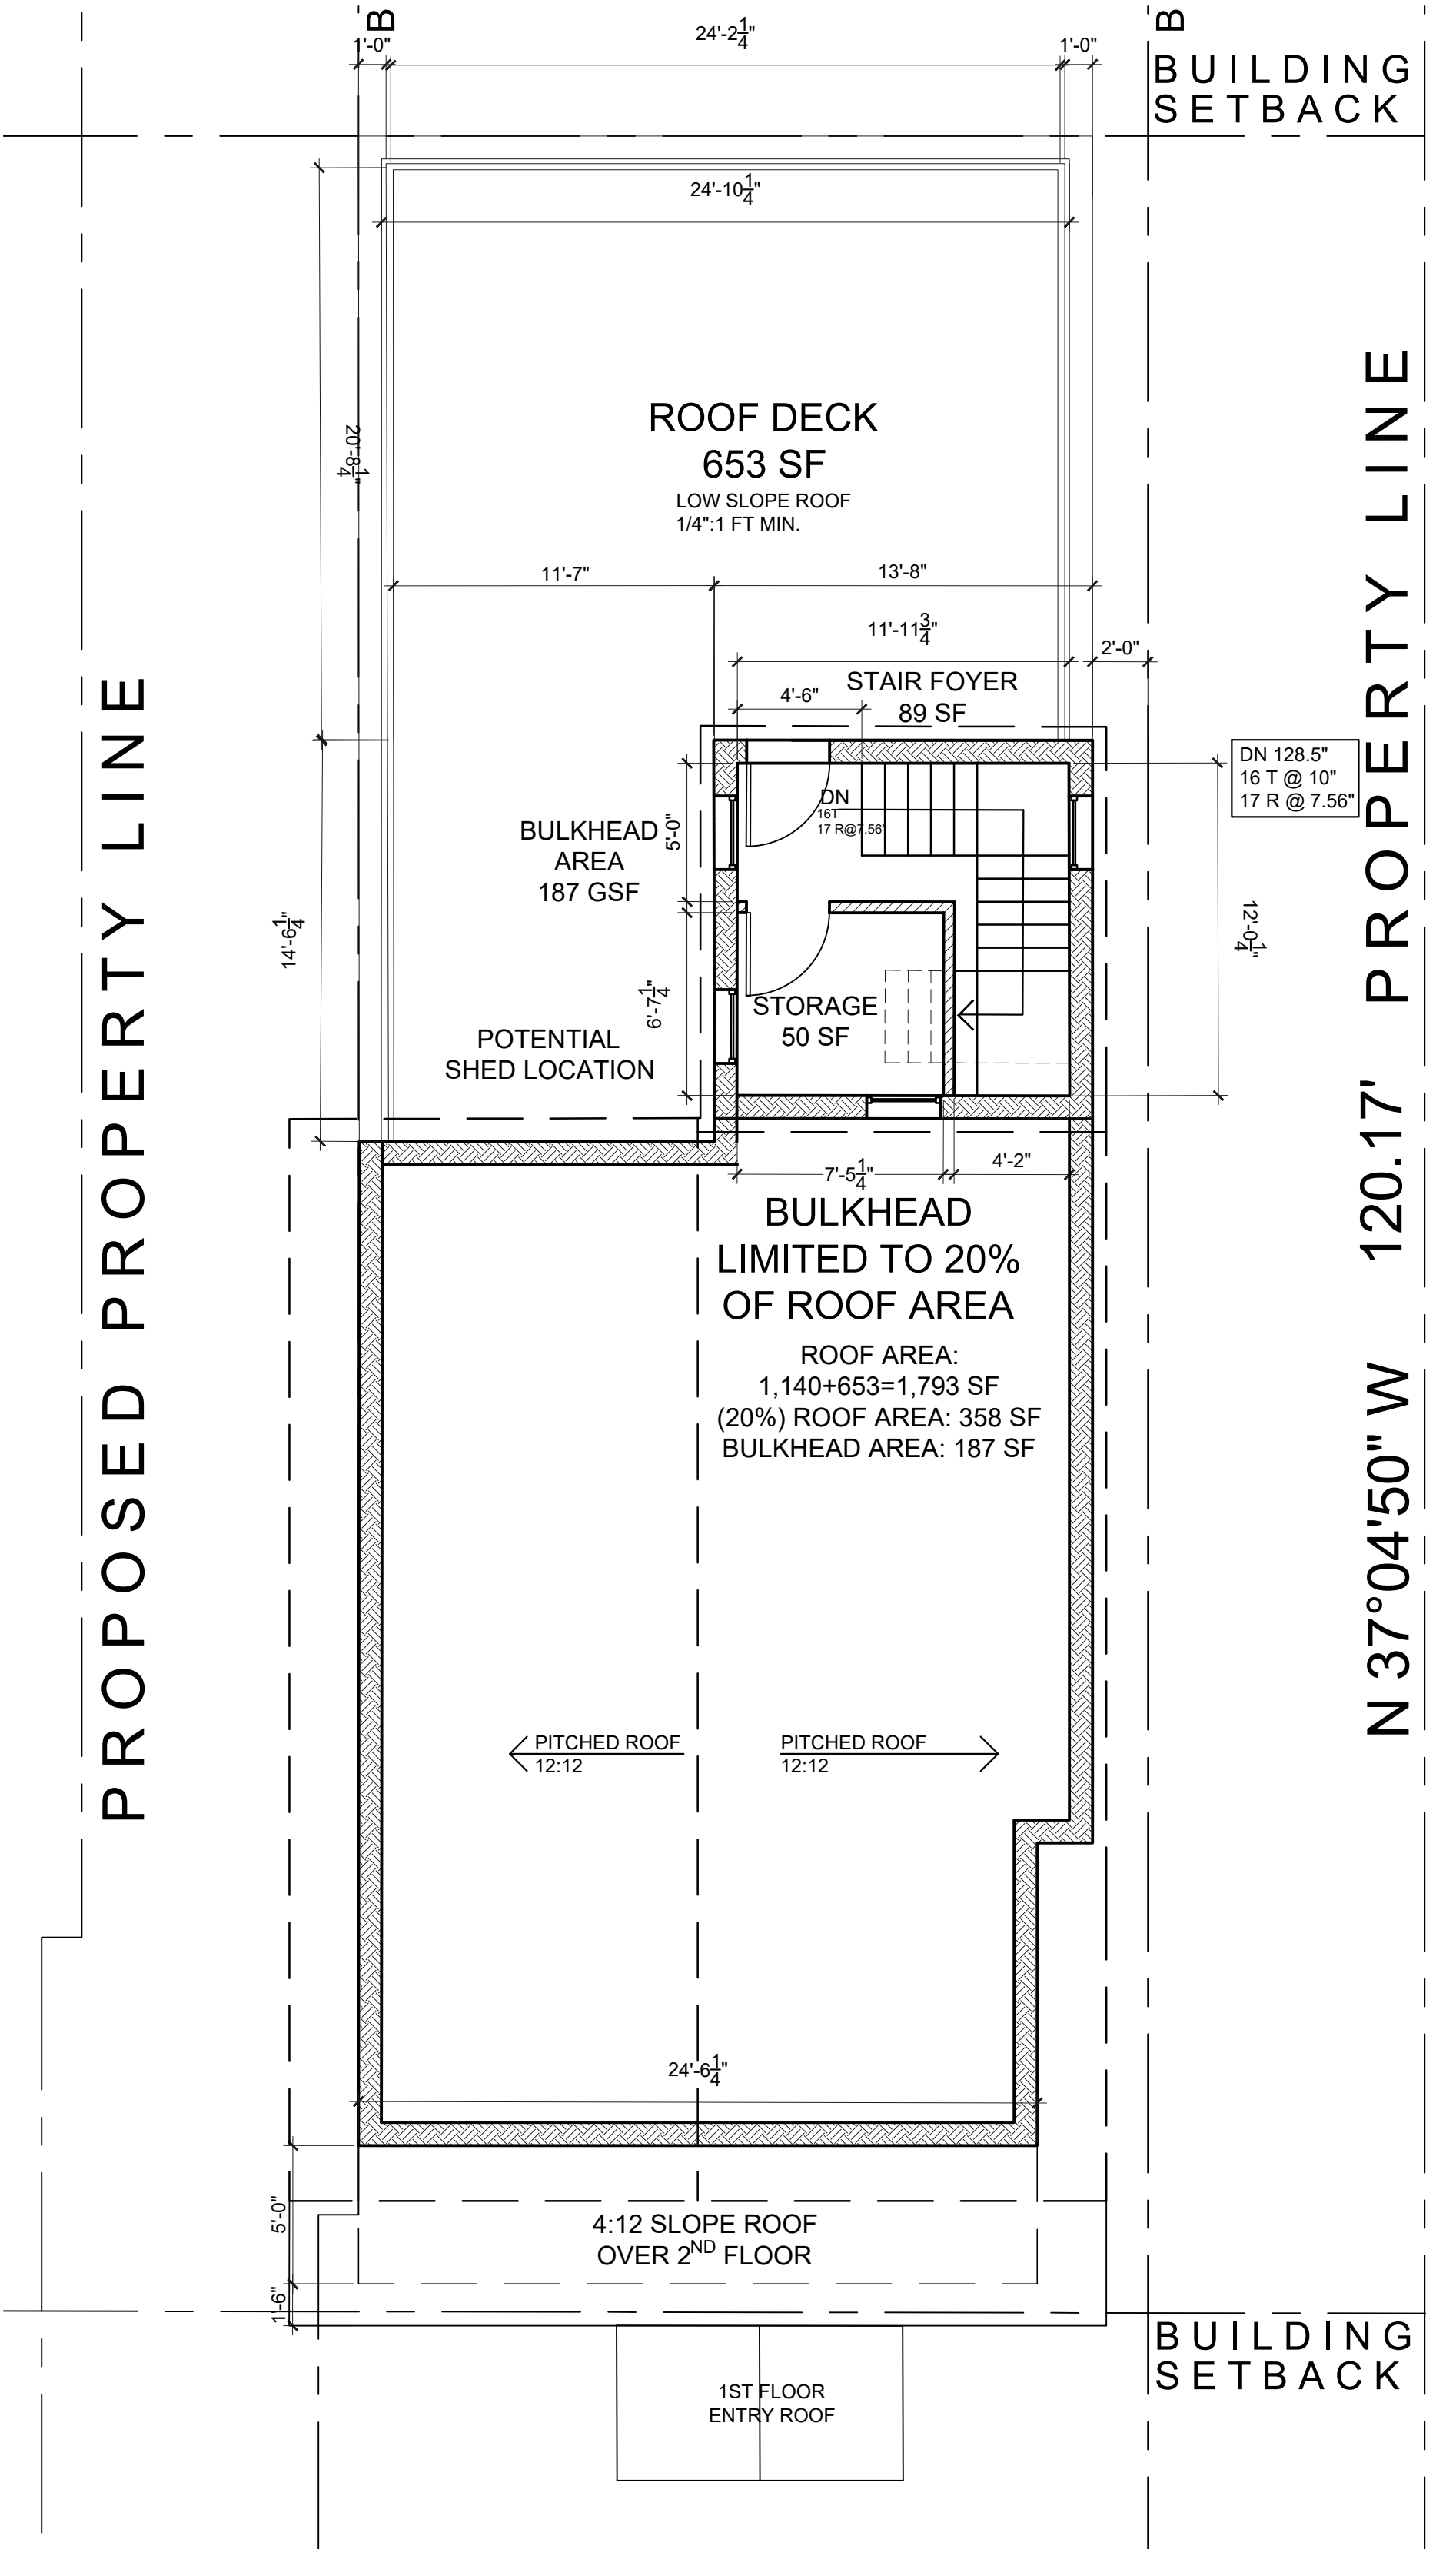 B
B
1'-0"
24'-2 1/4"
1'-0"
BUILDING
SETBACK
24'-10 1/4"
20'-8 1/4"
ROOF DECK
653 SF
LOW SLOPE ROOF
1/4":1 FT MIN.
11'-7"
13'-8"
11'-11 3/4"
2'-0"
4'-6"
STAIR FOYER
89 SF
DN 128.5"
16 T @ 10"
17 R @ 7.56"
DN
16T
17 R@7.56"
5'-0"
BULKHEAD
AREA
187 GSF
14'-6 1/4"
12'-0 1/4"
6'-7 1/4"
STORAGE
50 SF
POTENTIAL
SHED LOCATION
7'-5 1/4"
4'-2"
BULKHEAD
LIMITED TO 20%
OF ROOF AREA
ROOF AREA:
1,140+653=1,793 SF
(20%) ROOF AREA: 358 SF
BULKHEAD AREA: 187 SF
PROPOSED PROPERTY LINE
N 37°04'50" W 120.17' PROPERTY LINE
PITCHED ROOF
12:12
PITCHED ROOF
12:12
24'-6 1/4"
5'-0"
4:12 SLOPE ROOF
OVER 2ND FLOOR
1'-6"
BUILDING
SETBACK
1ST FLOOR
ENTRY ROOF